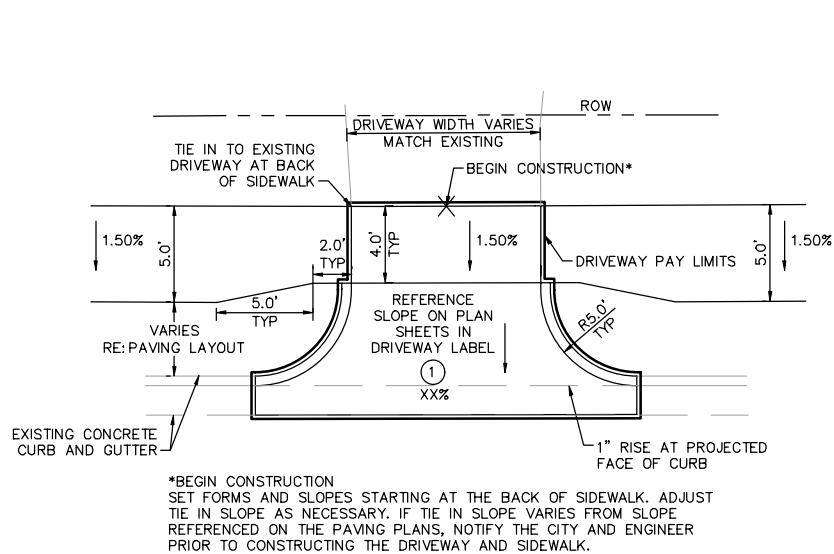 ROW
DRIVEWAY WIDTH VARIES
MATCH EXISTING
TIE IN TO EXISTING
DRIVEWAY AT BACK
OF SIDEWALK
BEGIN CONSTRUCTION*
1.50%
5.0'
2.0'
TYP
4.0'
TYP
1.50%
DRIVEWAY PAY LIMITS
5.0'
1.50%
5.0'
TYP
REFERENCE
SLOPE ON PLAN
SHEETS IN
DRIVEWAY LABEL
1
XX%
R5.0'
TYP
VARIES
RE: PAVING LAYOUT
EXISTING CONCRETE
CURB AND GUTTER
1" RISE AT PROJECTED
FACE OF CURB
*BEGIN CONSTRUCTION
SET FORMS AND SLOPES STARTING AT THE BACK OF SIDEWALK. ADJUST
TIE IN SLOPE AS NECESSARY. IF TIE IN SLOPE VARIES FROM SLOPE
REFERENCED ON THE PAVING PLANS, NOTIFY THE CITY AND ENGINEER
PRIOR TO CONSTRUCTING THE DRIVEWAY AND SIDEWALK.